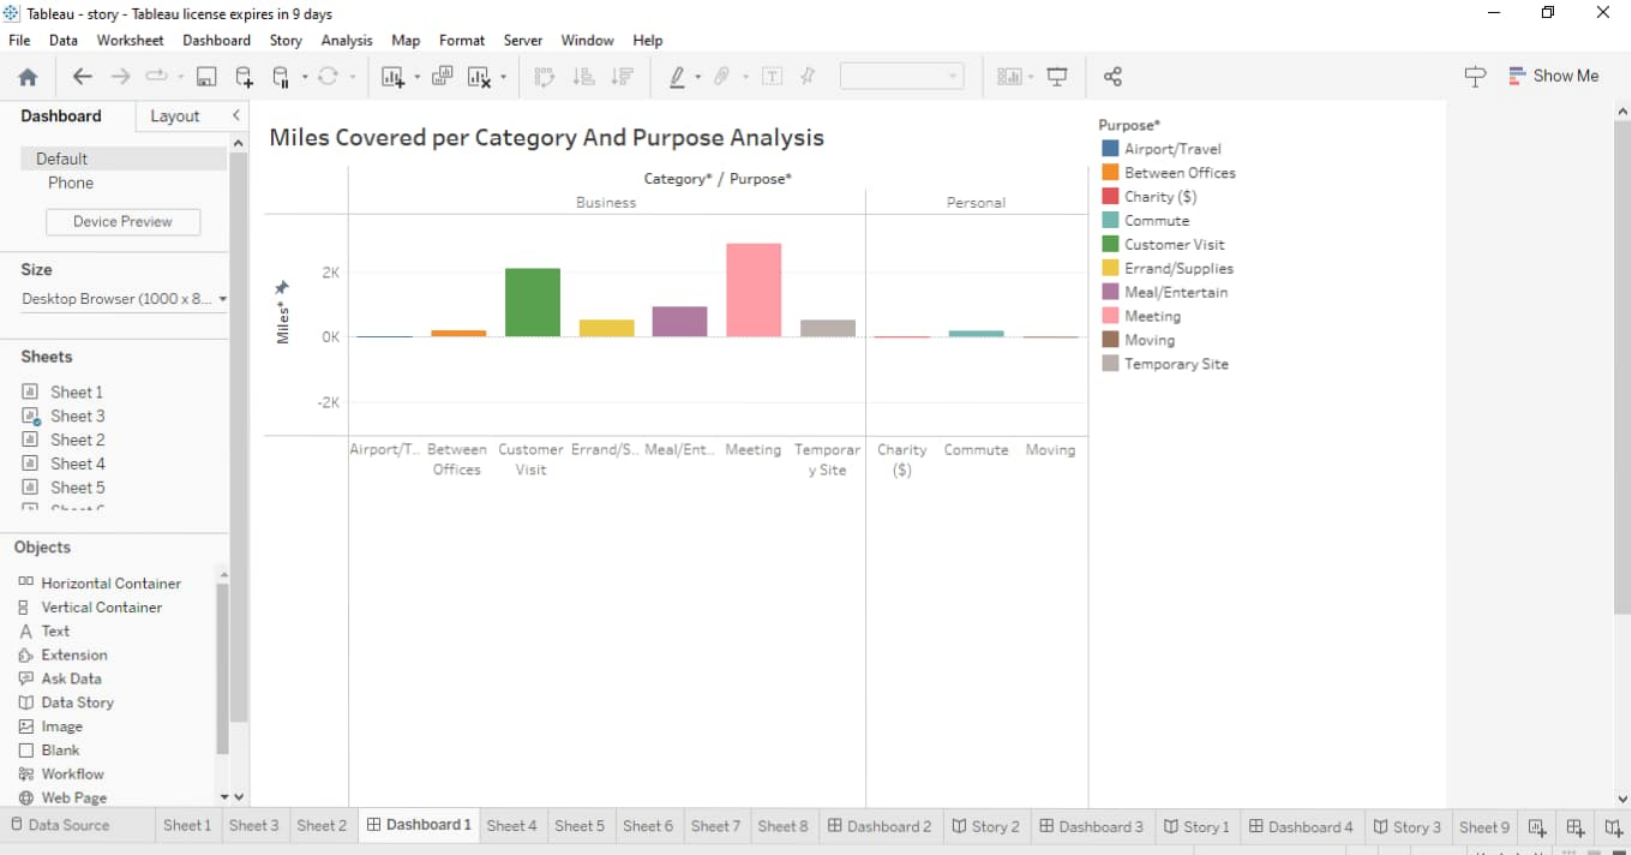 Tableau - story - Tableau license expires in 9 days
File Data Worksheet Dashboard Story Analysis Map Format Server Window Help
Show Me
Dashboard Layout
Default
Phone
Device Preview
Size
Desktop Browser (1000 x 8...
Sheets
Sheet 1
Sheet 3
Sheet 2
Sheet 4
Sheet 5
Objects
Horizontal Container
Vertical Container
A Text
Extension
Ask Data
Data Story
Image
Blank
Workflow
Web Page
Miles Covered per Category And Purpose Analysis
Category* / Purpose*
Business Personal
Miles*
2K
0K
-2K
Airport/T.. Between Offices Customer Visit Errand/S.. Meal/Ent.. Meeting Temporar y Site Charity ($) Commute Moving
Purpose*
Airport/Travel
Between Offices
Charity ($)
Commute
Customer Visit
Errand/Supplies
Meal/Entertain
Meeting
Moving
Temporary Site
Data Source Sheet 1 Sheet 3 Sheet 2 Dashboard 1 Sheet 4 Sheet 5 Sheet 6 Sheet 7 Sheet 8 Dashboard 2 Story 2 Dashboard 3 Story 1 Dashboard 4 Story 3 Sheet 9